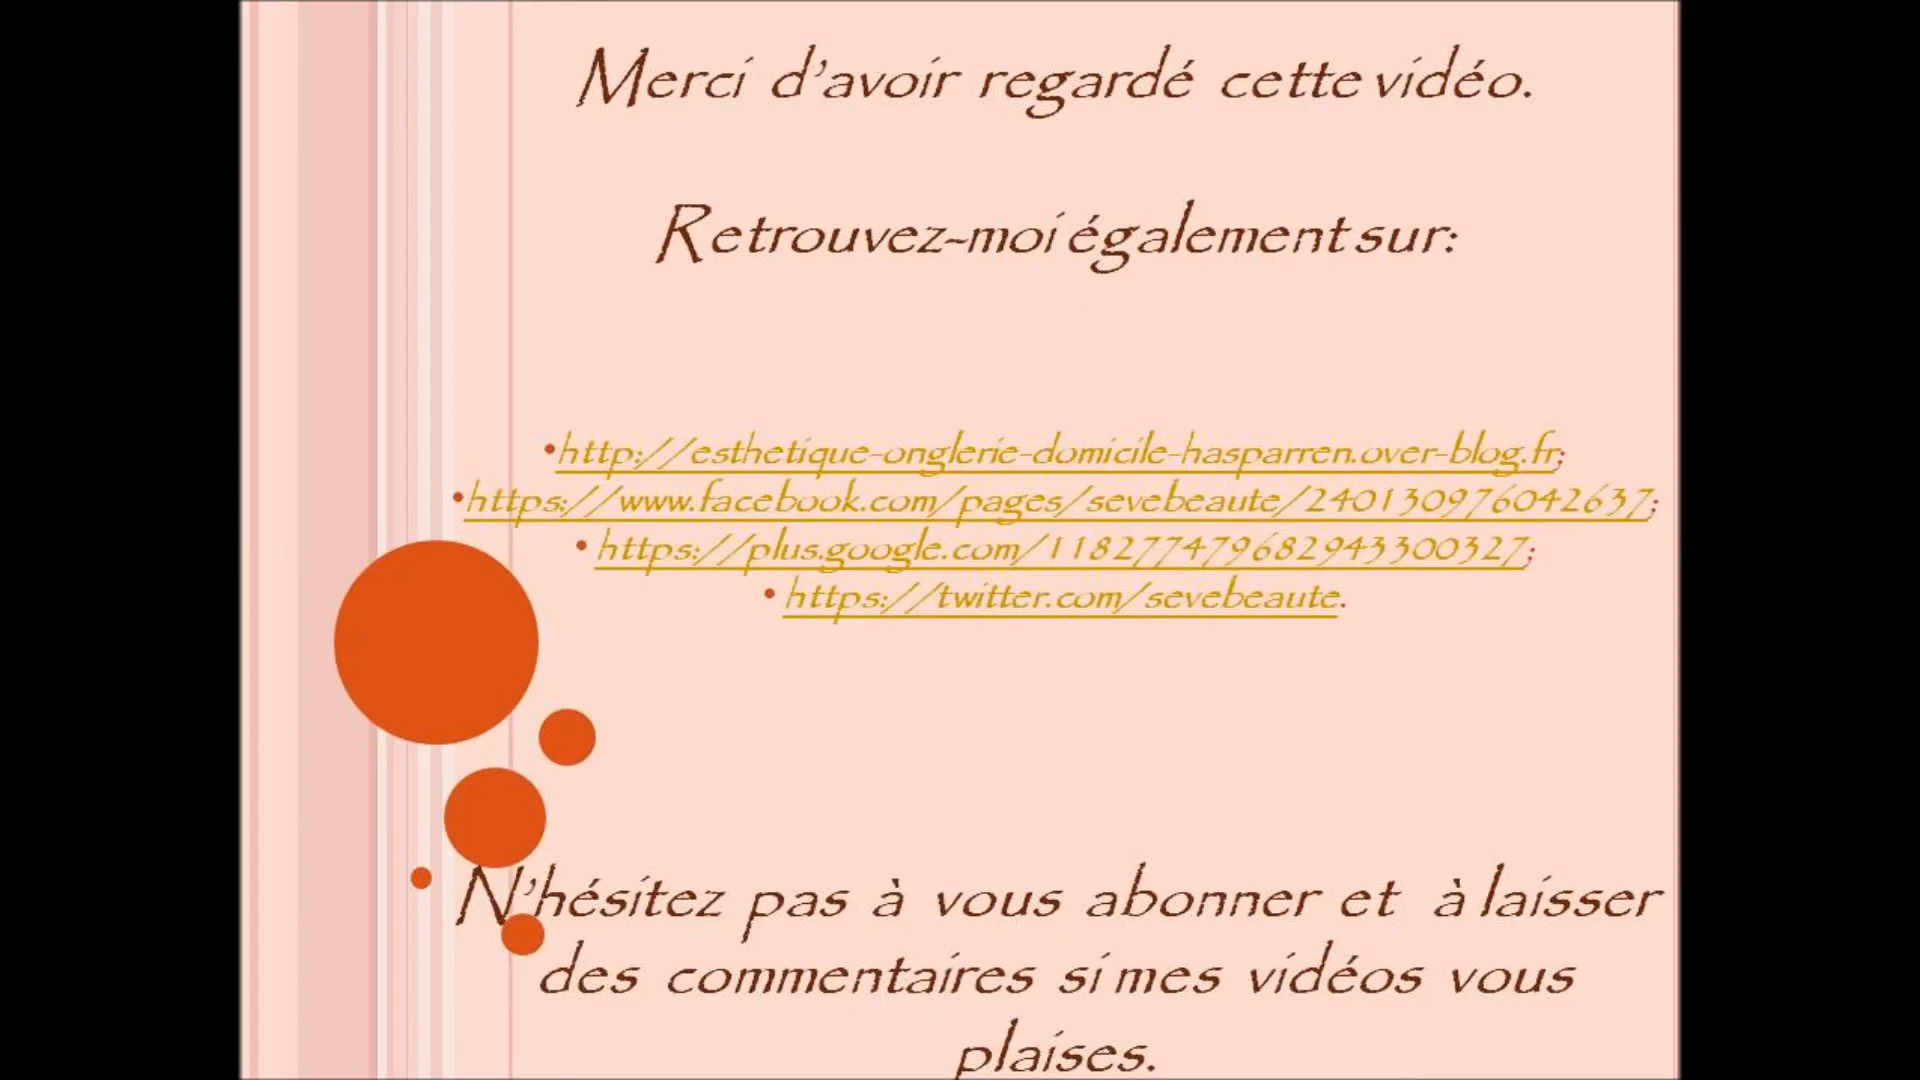 Merci d'avoir regardé cette vidéo.
Retrouvez-moi également sur:
•http://esthetique-onglerie-domicile-hasparren.over-blog.fr;
•https://www.facebook.com/pages/sevebeaute/240130976042637;
• https://plus.google.com/118277479682943300327;
• https://twitter.com/sevebeaute.
N'hésitez pas à vous abonner et à laisser
des commentaires si mes vidéos vous
plaises.